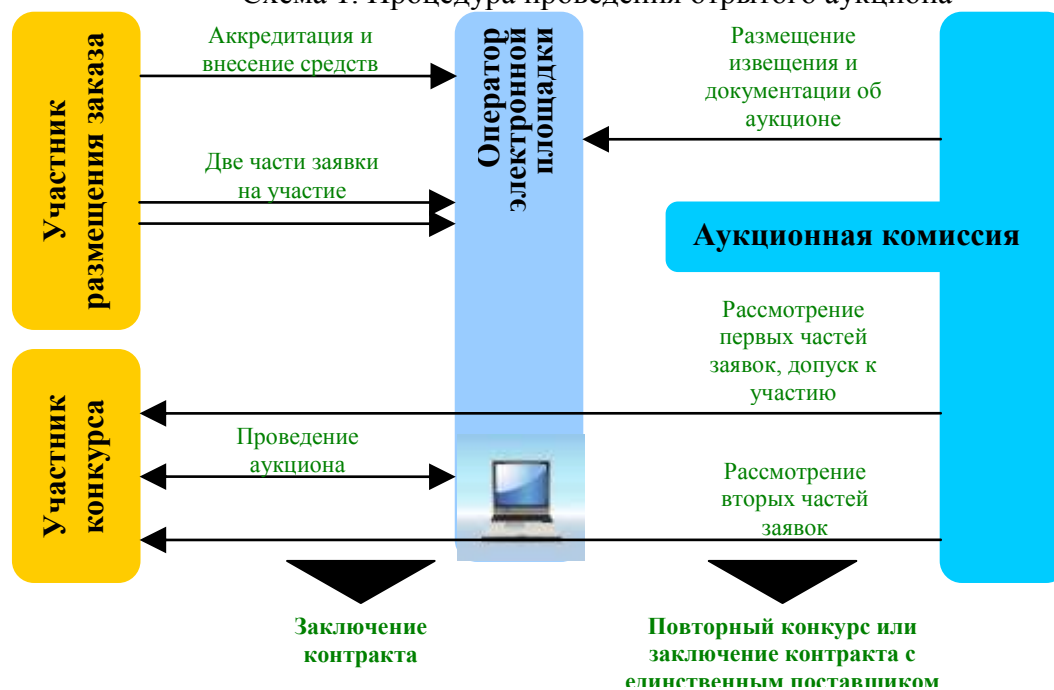 Схема 1. Процедура проведения отрытого аукциона
Участник
размещения заказа
Аккредитация и
внесение средств
Две части заявки
на участие
Оператор
электронной
площадки
Размещение
извещения и
документации об
аукционе
Аукционная комиссия
Рассмотрение
первых частей
заявок, допуск к
участию
Участник
конкурса
Проведение
аукциона
Рассмотрение
вторых частей
заявок
Заключение
контракта
Повторный конкурс или
заключение контракта с
единственным поставщиком